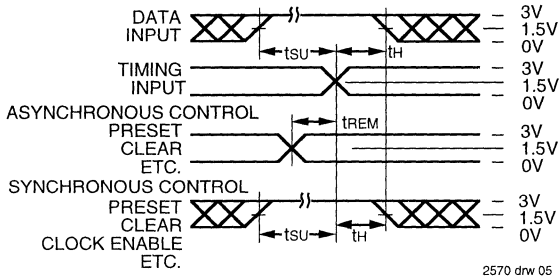 DATA INPUT
3V
1.5V
0V
tSU
tH
TIMING INPUT
3V
1.5V
0V
ASYNCHRONOUS CONTROL
PRESET
CLEAR
ETC.
tREM
3V
1.5V
0V
SYNCHRONOUS CONTROL
PRESET
CLEAR
CLOCK ENABLE
ETC.
tSU
tH
3V
1.5V
0V
2570 drw 05